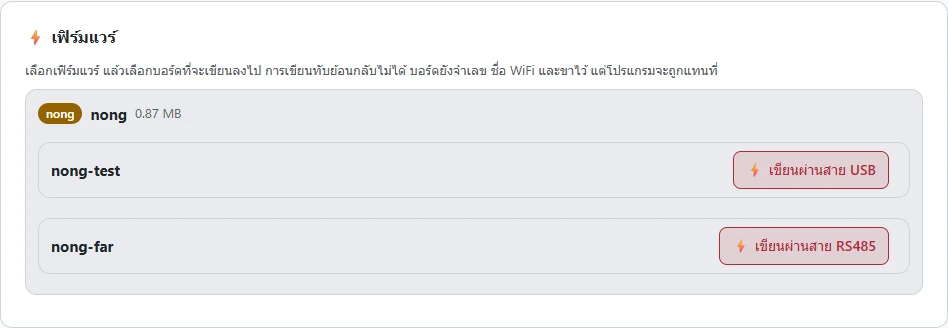 เฟิร์มแวร์
เลือกเฟิร์มแวร์ แล้วเลือกบอร์ดที่จะเขียนลงไป การเขียนทับย้อนกลับไม่ได้ บอร์ดยังจำเลข ชื่อ WiFi และขาไว้ แต่โปรแกรมจะถูกแทนที่
nong nong 0.87 MB
nong-test เขียนผ่านสาย USB
nong-far เขียนผ่านสาย RS485